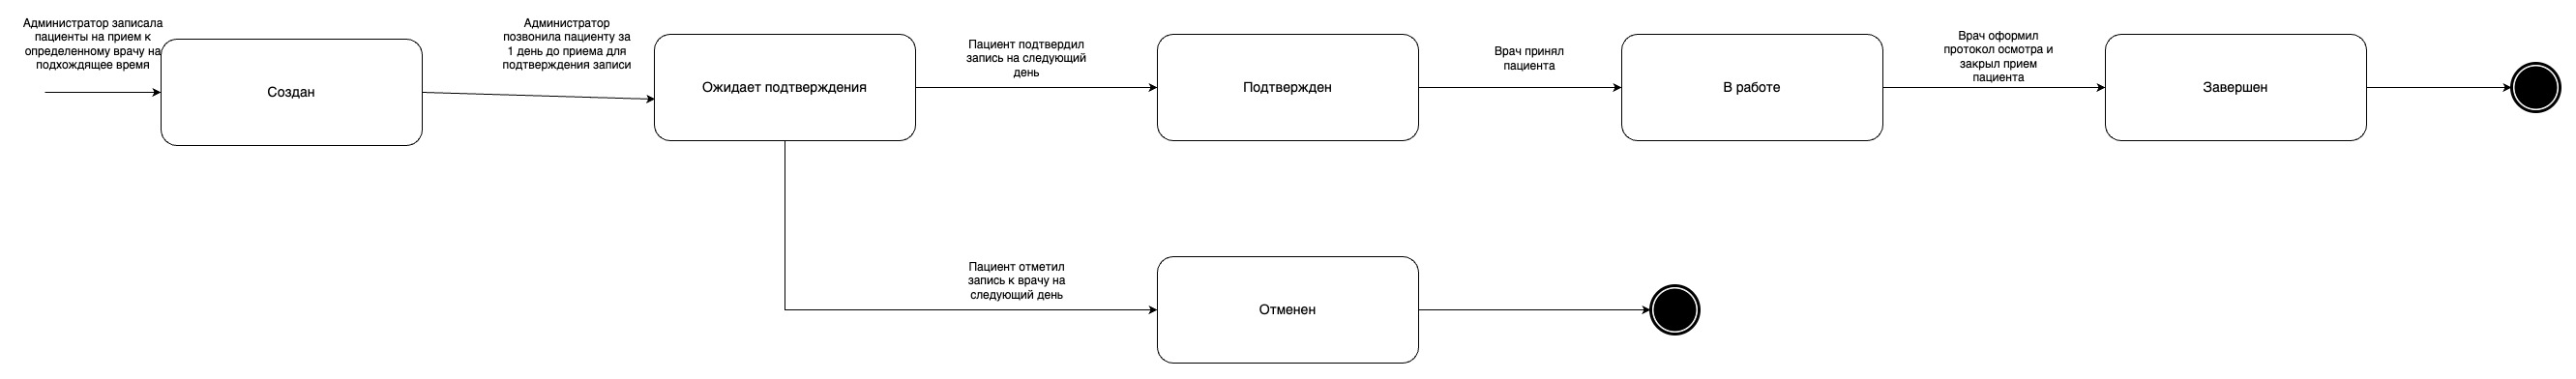 Администратор записала
пациенты на прием к
определенному врачу на
подхождящее время
Создан
Администратор
позвонила пациенту за
1 день до приема для
подтверждения записи
Ожидает подтверждения
Пациент подтвердил
запись на следующий
день
Подтвержден
Врач принял
пациента
В работе
Врач оформил
протокол осмотра и
закрыл прием
пациента
Завершен
Пациент отметил
запись к врачу на
следующий день
Отменен